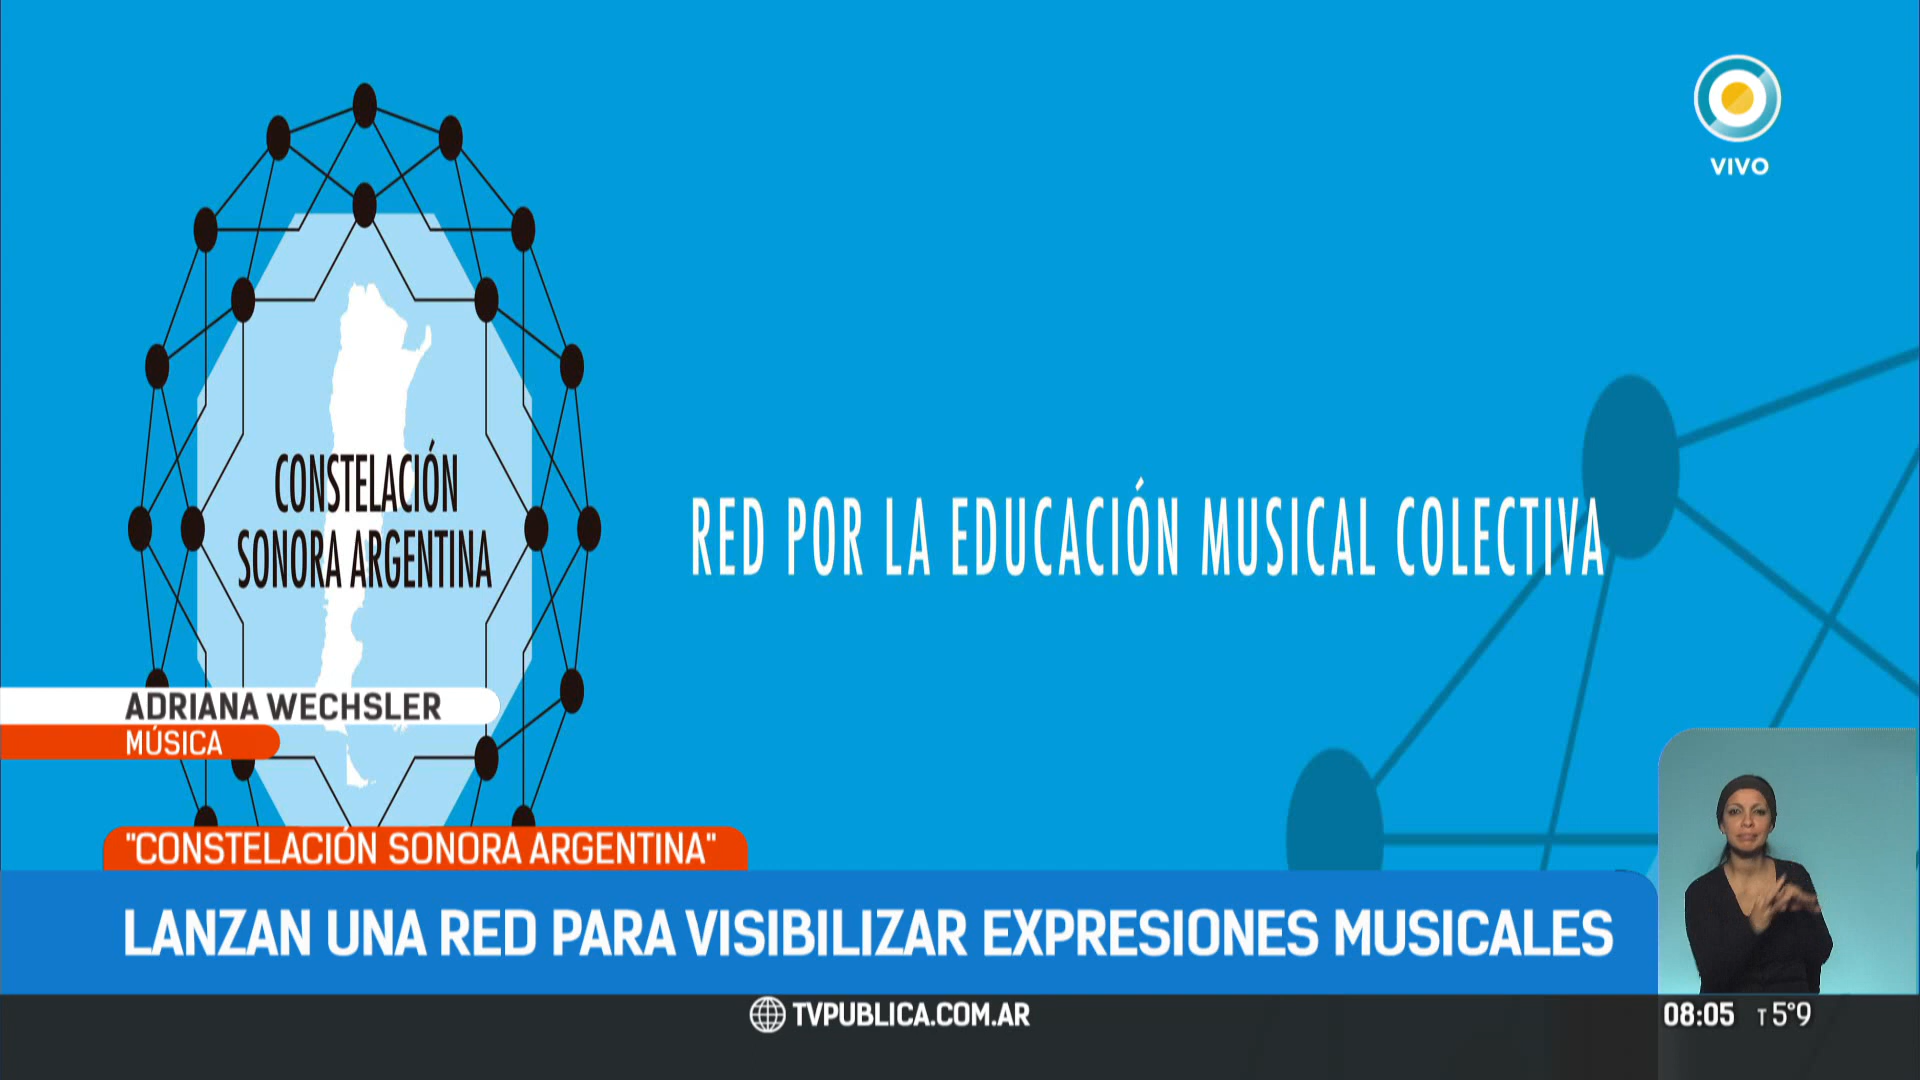 VIVO
CONSTELACIÓN
SONORA ARGENTINA
RED POR LA EDUCACIÓN MUSICAL COLECTIVA
ADRIANA WECHSLER
MÚSICA
"CONSTELACIÓN SONORA ARGENTINA"
LANZAN UNA RED PARA VISIBILIZAR EXPRESIONES MUSICALES
TVPUBLICA.COM.AR
08:05 T 5°9